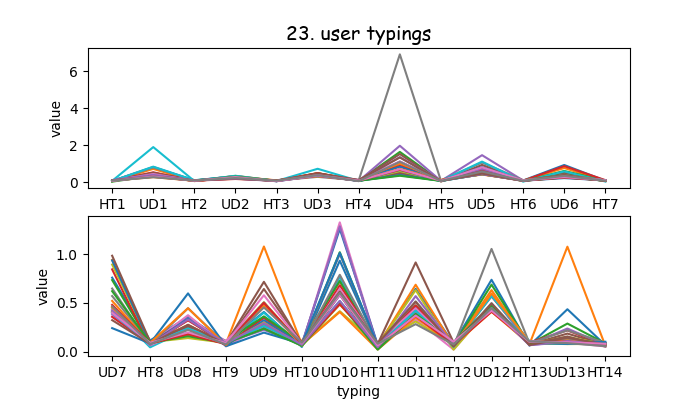 23. user typings
value
6
4
2
0
HT1 UD1 HT2 UD2 HT3 UD3 HT4 UD4 HT5 UD5 HT6 UD6 HT7
value
1.0
0.5
0.0
UD7 HT8 UD8 HT9 UD9 HT10 UD10 HT11 UD11 HT12 UD12 HT13 UD13 HT14
typing